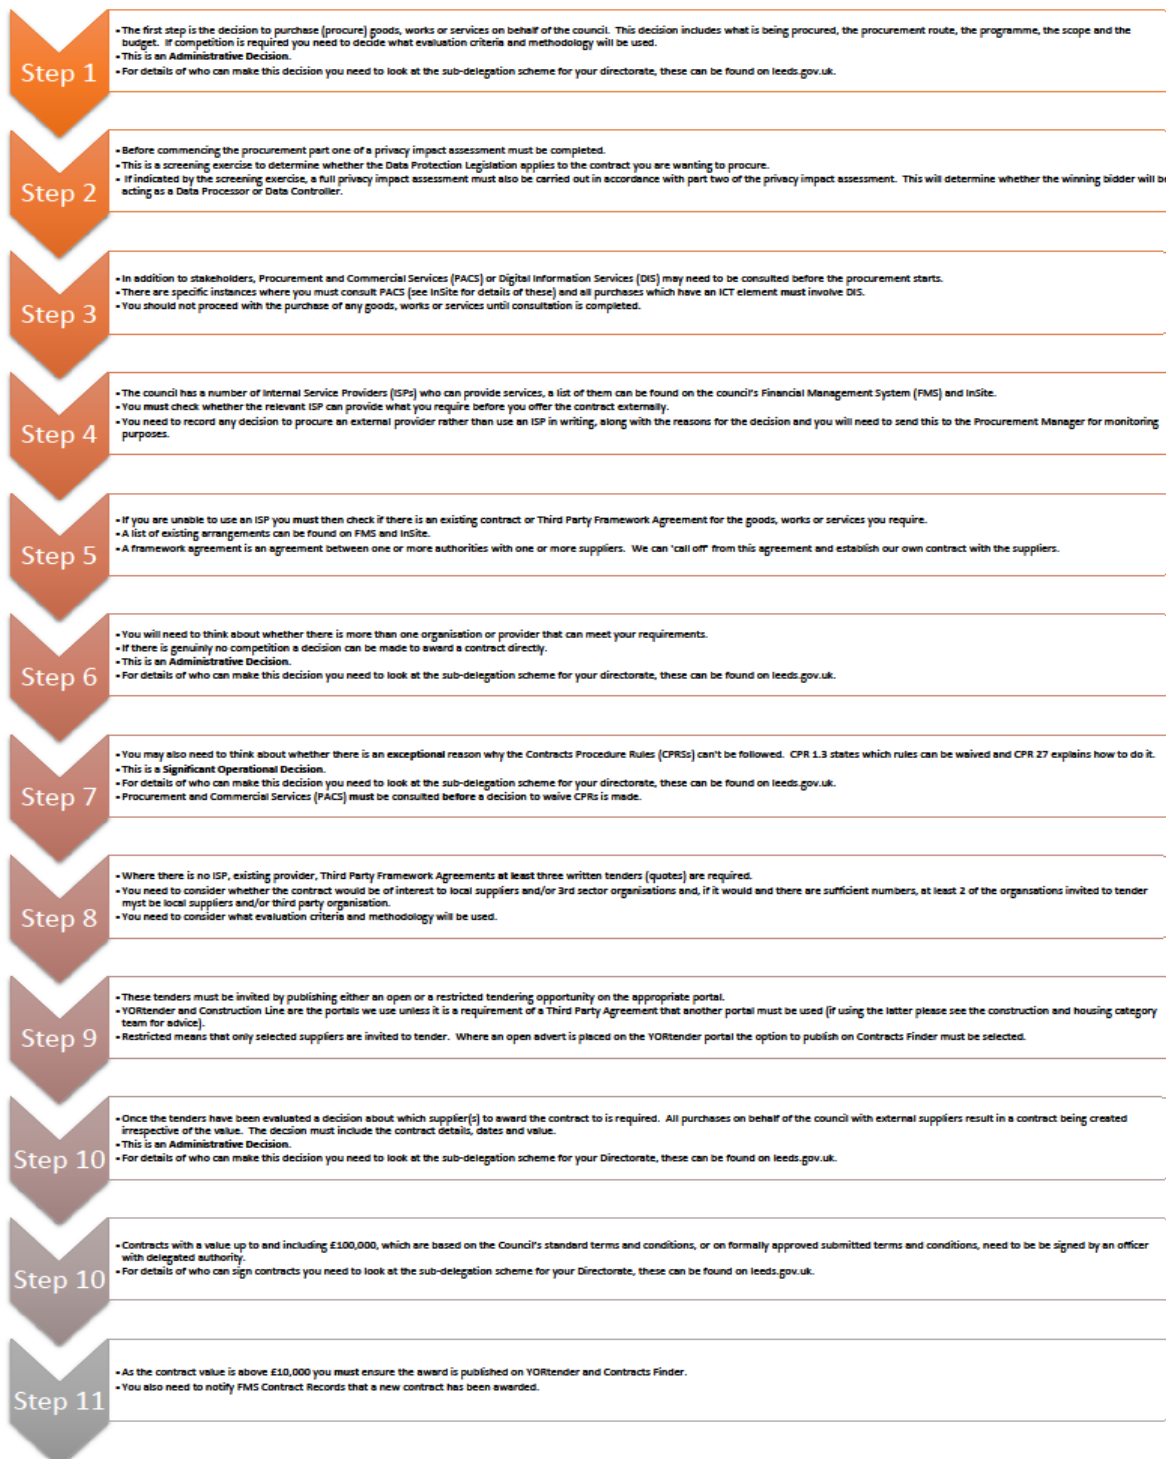 Step 1
• The first step is the decision to purchase (procure) goods, works or services on behalf of the council.  This decision includes what is being procured, the procurement route, the programme, the scope and the
budget.  If competition is required you need to decide what evaluation criteria and methodology will be used.
• This is an Administrative Decision.
• For details of who can make this decision you need to look at the sub-delegation scheme for your directorate, these can be found on leeds.gov.uk.
Step 2
• Before commencing the procurement part one of a privacy impact assessment must be completed.
• This is a screening exercise to determine whether the Data Protection Legislation applies to the contract you are wanting to procure.
• If indicated by the screening exercise, a full privacy impact assessment must also be carried out in accordance with part two of the privacy impact assessment.  This will determine whether the winning bidder will be
acting as a Data Processor or Data Controller.
Step 3
• In addition to stakeholders, Procurement and Commercial Services (PACS) or Digital Information Services (DIS) may need to be consulted before the procurement starts.
• There are specific instances where you must consult PACS (see InSite for details of these) and all purchases which have an ICT element must involve DIS.
• You should not proceed with the purchase of any goods, works or services until consultation is completed.
Step 4
• The council has a number of Internal Service Providers (ISPs) who can provide services, a list of them can be found on the council's Financial Management System (FMS) and InSite.
• You must check whether the relevant ISP can provide what you require before you offer the contract externally.
• You need to record any decision to procure an external provider rather than use an ISP in writing, along with the reasons for the decision and you will need to send this to the Procurement Manager for monitoring
purposes.
Step 5
• If you are unable to use an ISP you must then check if there is an existing contract or Third Party Framework Agreement for the goods, works or services you require.
• A list of existing arrangements can be found on FMS and InSite.
• A framework agreement is an agreement between one or more authorities with one or more suppliers.  We can 'call off' from this agreement and establish our own contract with the suppliers.
Step 6
• You will need to think about whether there is more than one organisation or provider that can meet your requirements.
• If there is genuinly no competition a decision can be made to award a contract directly.
• This is an Administrative Decision.
• For details of who can make this decision you need to look at the sub-delegation scheme for your directorate, these can be found on leeds.gov.uk.
Step 7
• You may also need to think about whether there is an exceptional reason why the Contracts Procedure Rules (CPRSs) can't be followed.  CPR 1.3 states which rules can be waived and CPR 27 explains how to do it.
• This is a Significant Operational Decision.
• For details of who can make this decision you need to look at the sub-delegation scheme for your directorate, these can be found on leeds.gov.uk.
• Procurement and Commercial Services (PACS) must be consulted before a decision to waive CPRs is made.
Step 8
• Where there is no ISP, existing provider, Third Party Framework Agreements at least three written tenders (quotes) are required.
• You need to consider whether the contract would be of interest to local suppliers and/or 3rd sector organisations and, if it would and there are sufficient numbers, at least 2 of the organsations invited to tender
myst be local suppliers and/or third party organisation.
• You need to consider what evaluation criteria and methodology will be used.
Step 9
• These tenders must be invited by publishing either an open or a restricted tendering opportunity on the appropriate portal.
• YORtender and Construction Line are the portals we use unless it is a requirement of a Third Party Agreement that another portal must be used (if using the latter please see the construction and housing category
team for advice).
• Restricted means that only selected suppliers are invited to tender.  Where an open advert is placed on the YORtender portal the option to publish on Contracts Finder must be selected.
Step 10
• Once the tenders have been evaluated a decision about which supplier(s) to award the contract to is required.  All purchases on behalf of the council with external suppliers result in a contract being created
irrespective of the value.  The decsion must include the contract details, dates and value.
• This is an Administrative Decision.
• For details of who can make this decision you need to look at the sub-delegation scheme for your Directorate, these can be found on leeds.gov.uk.
Step 10
• Contracts with a value up to and including £100,000, which are based on the Council's standard terms and conditions, or on formally approved submitted terms and conditions, need to be be signed by an officer
with delegated authority.
• For details of who can sign contracts you need to look at the sub-delegation scheme for your Directorate, these can be found on leeds.gov.uk.
Step 11
• As the contract value is above £10,000 you must ensure the award is published on YORtender and Contracts Finder.
• You also need to notify FMS Contract Records that a new contract has been awarded.